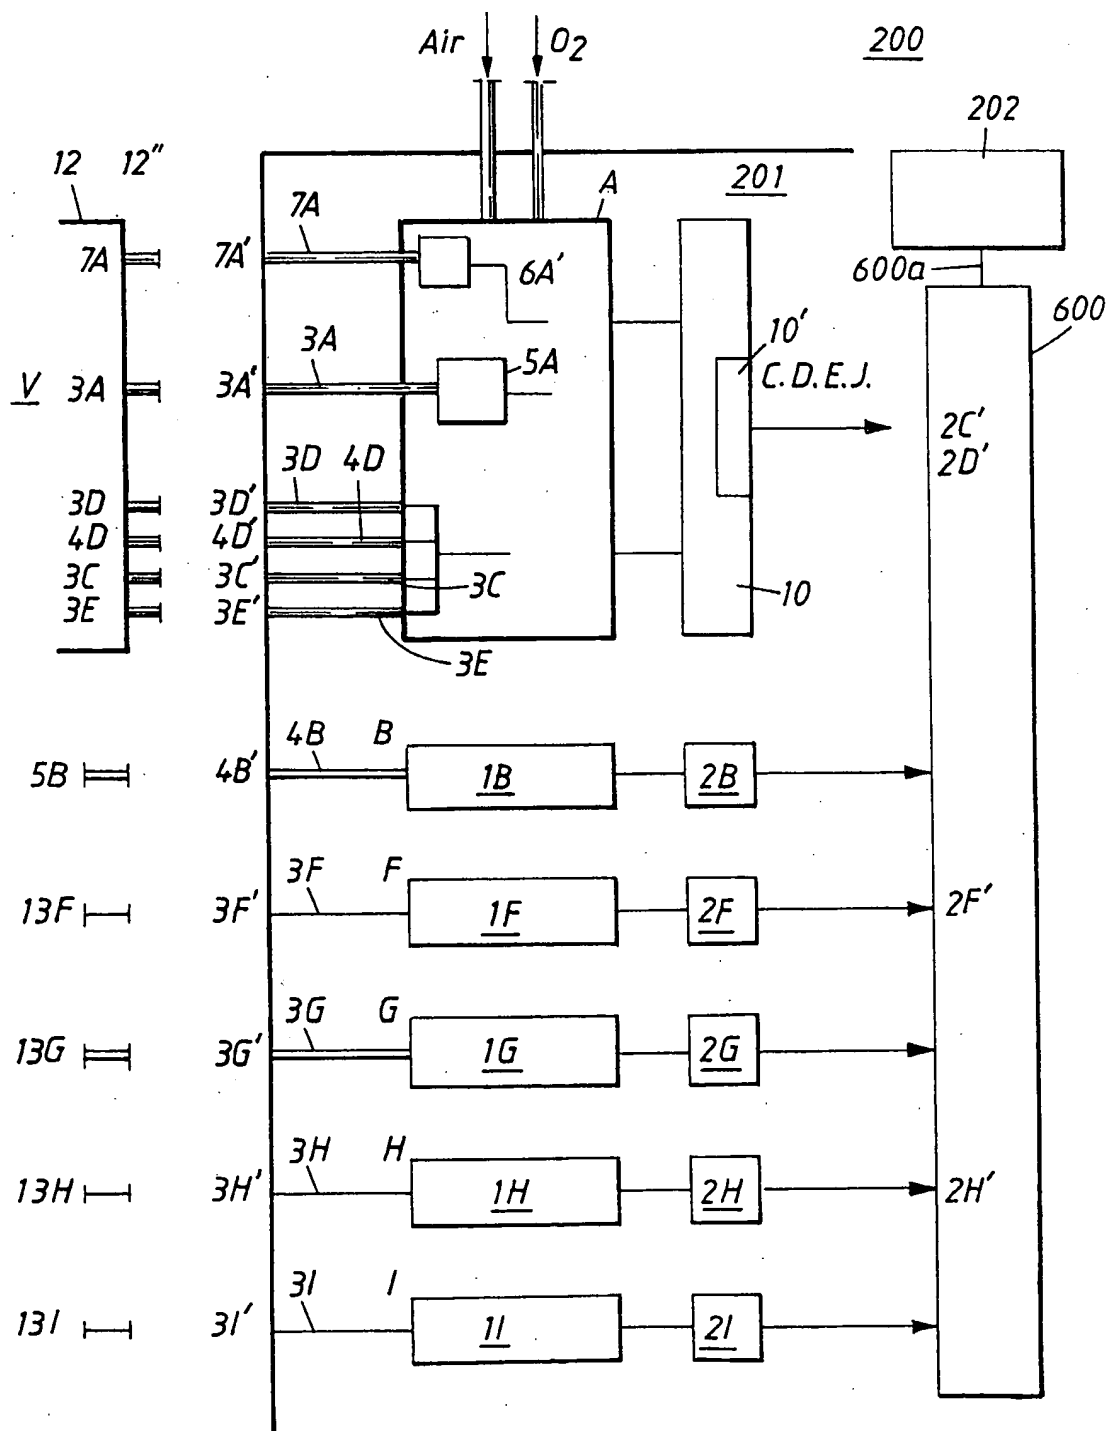 Air O2 200
202
12 12" 201
7A A
7A 7A' 6A' 600a
600
10'
3A 5A C.D.E.J.
V 3A 3A' 2C'
2D'
3D 4D
3D 3D'
4D 4D'
3C 3C' 3C 10
3E 3E'
3E
4B B
5B 4B' 1B 2B
3F F
13F 3F' 1F 2F 2F'
3G G
13G 3G' 1G 2G
3H H
13H 3H' 1H 2H 2H'
3I I
13I 3I' 1I 2I